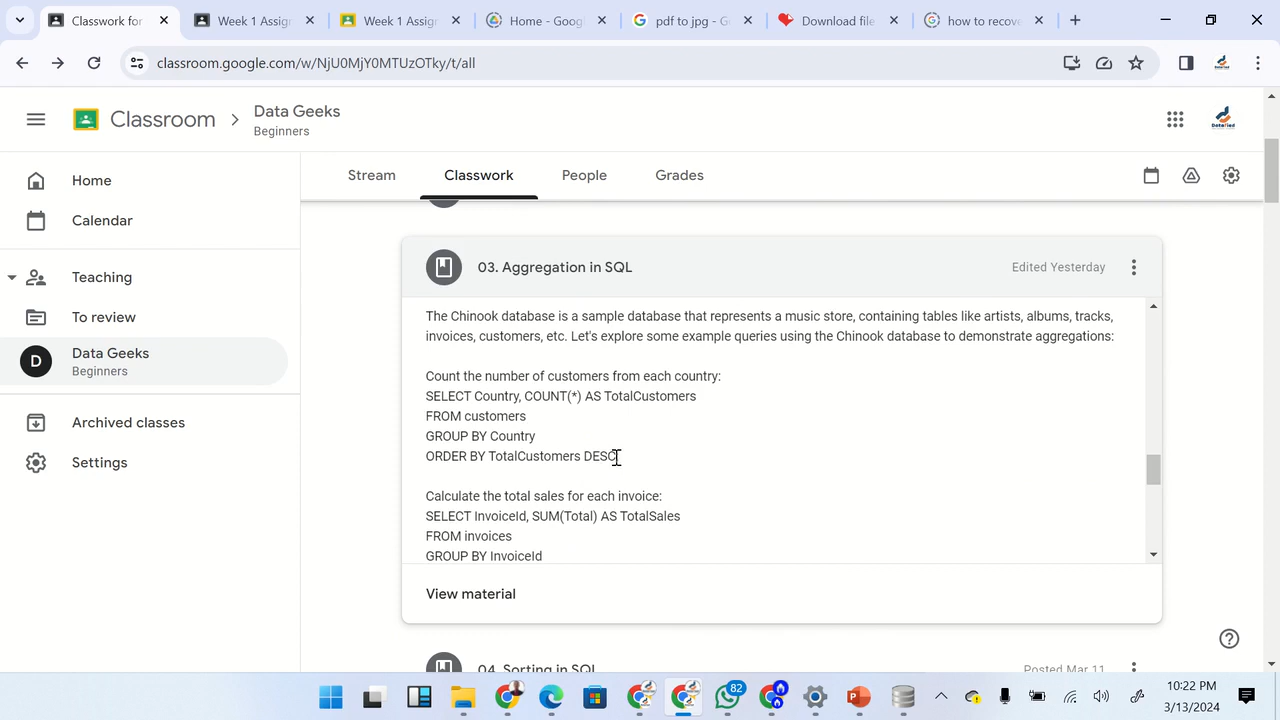 Classroom for
Week 1 Assig
Week 1 Assig
Home - Goog
pdf to jpg - G
Download file
how to recove
classroom.google.com/w/NjU0MjY0MTUzOTky/t/all
Classroom
Data Geeks
Beginners
Home
Calendar
Teaching
To review
D
Data Geeks
Beginners
Archived classes
Settings
Stream
Classwork
People
Grades
03. Aggregation in SQL
Edited Yesterday
The Chinook database is a sample database that represents a music store, containing tables like artists, albums, tracks,
invoices, customers, etc. Let's explore some example queries using the Chinook database to demonstrate aggregations:
Count the number of customers from each country:
SELECT Country, COUNT(*) AS TotalCustomers
FROM customers
GROUP BY Country
ORDER BY TotalCustomers DESC
Calculate the total sales for each invoice:
SELECT InvoiceId, SUM(Total) AS TotalSales
FROM invoices
GROUP BY InvoiceId
View material
04. Sorting in SQL
Posted Mar 11
82
10:22 PM
3/13/2024